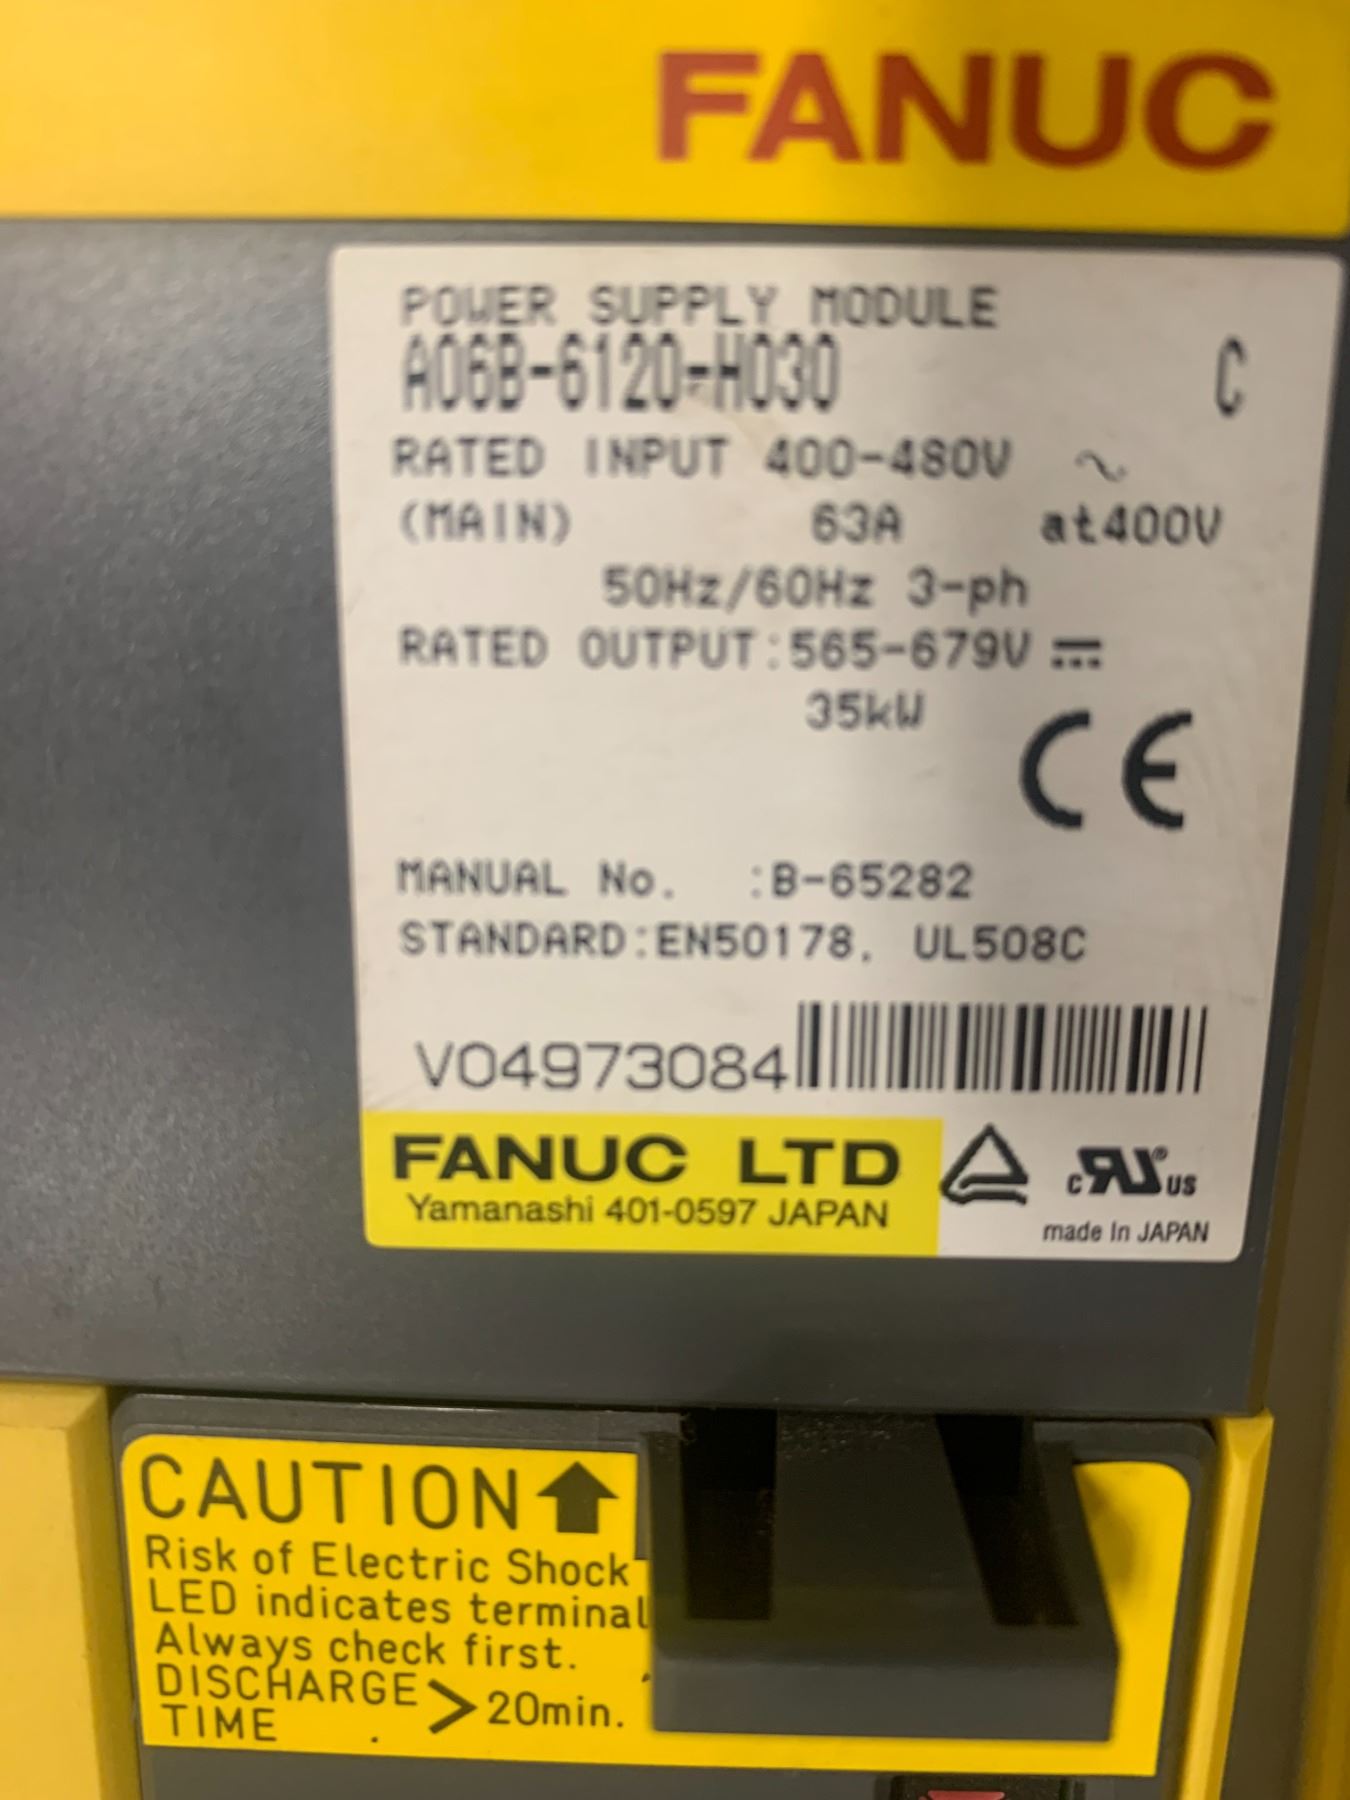 FANUC
POWER SUPPLY MODULE
A06B-6120-H030 C
RATED INPUT 400-480V ~
(MAIN) 63A at400V
50Hz/60Hz 3-ph
RATED OUTPUT:565-679V ⎓
35kW
CE
MANUAL No. :B-65282
STANDARD:EN50178, UL508C
V04973084
FANUC LTD
Yamanashi 401-0597 JAPAN
c RU ® US
made In JAPAN
CAUTION
Risk of Electric Shock
LED indicates terminal
Always check first.
DISCHARGE
TIME > 20min.